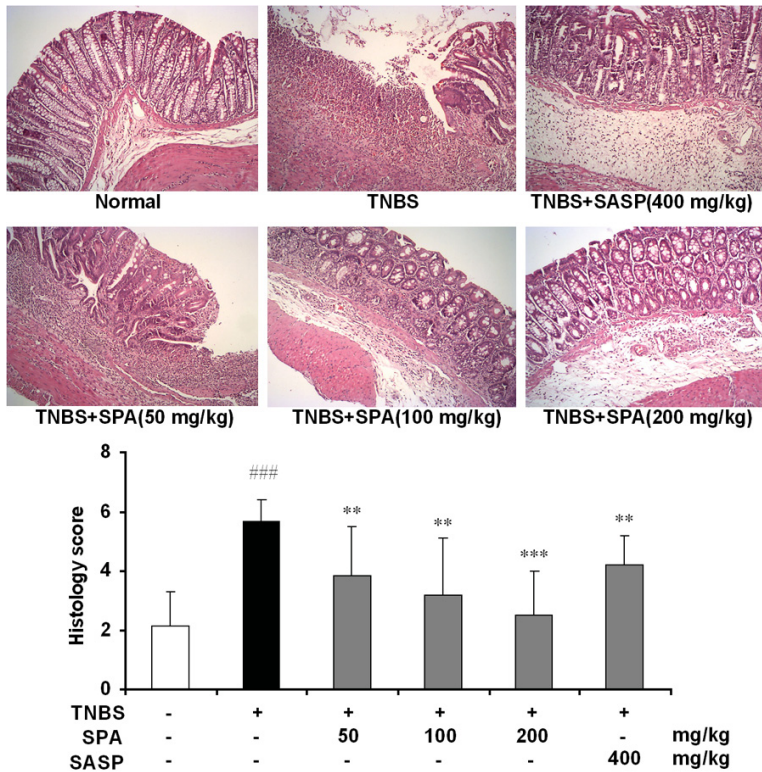 Normal TNBS TNBS+SASP(400 mg/kg)
TNBS+SPA(50 mg/kg) TNBS+SPA(100 mg/kg) TNBS+SPA(200 mg/kg)
Histology score
8
6
4
2
0
###
**
**
***
**
TNBS - + + + + +
SPA - - 50 100 200 - mg/kg
SASP - - - - - 400 mg/kg